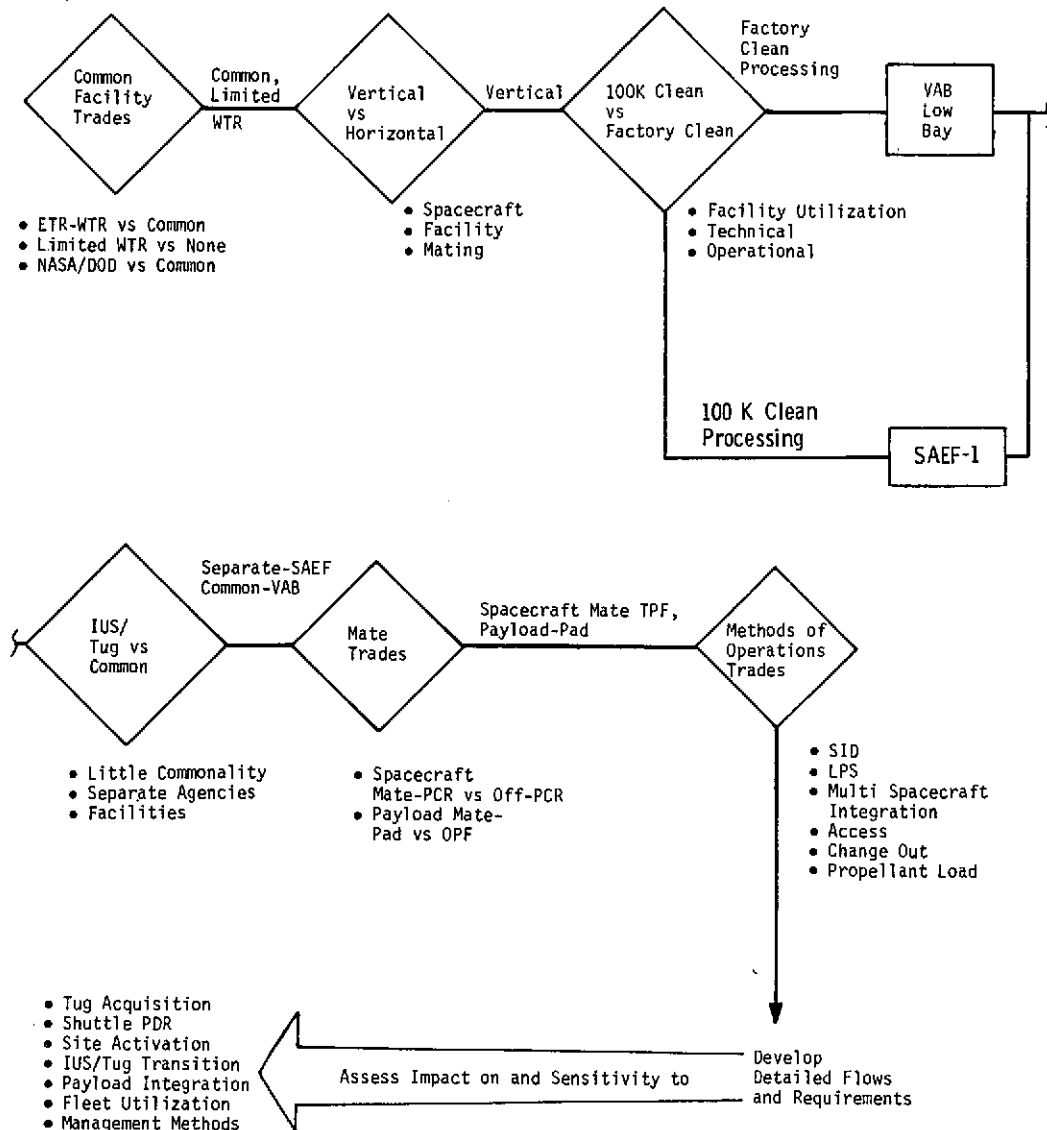 Common
Facility
Trades
Common,
Limited
WTR
Vertical
vs
Horizontal
Vertical
100K Clean
vs
Factory Clean
Factory
Clean
Processing
VAB
Low
Bay
• ETR-WTR vs Common
• Limited WTR vs None
• NASA/DOD vs Common
• Spacecraft
• Facility
• Mating
• Facility Utilization
• Technical
• Operational
100 K Clean
Processing
SAEF-1
IUS/
Tug vs
Common
Separate-SAEF
Common-VAB
Mate
Trades
Spacecraft Mate TPF,
Payload-Pad
Methods of
Operations
Trades
• Little Commonality
• Separate Agencies
• Facilities
• Spacecraft
Mate-PCR vs Off-PCR
• Payload Mate-
Pad vs OPF
• SID
• LPS
• Multi Spacecraft
Integration
• Access
• Change Out
• Propellant Load
• Tug Acquisition
• Shuttle PDR
• Site Activation
• IUS/Tug Transition
• Payload Integration
• Fleet Utilization
• Management Methods
Assess Impact on and Sensitivity to
Develop
Detailed Flows
and Requirements